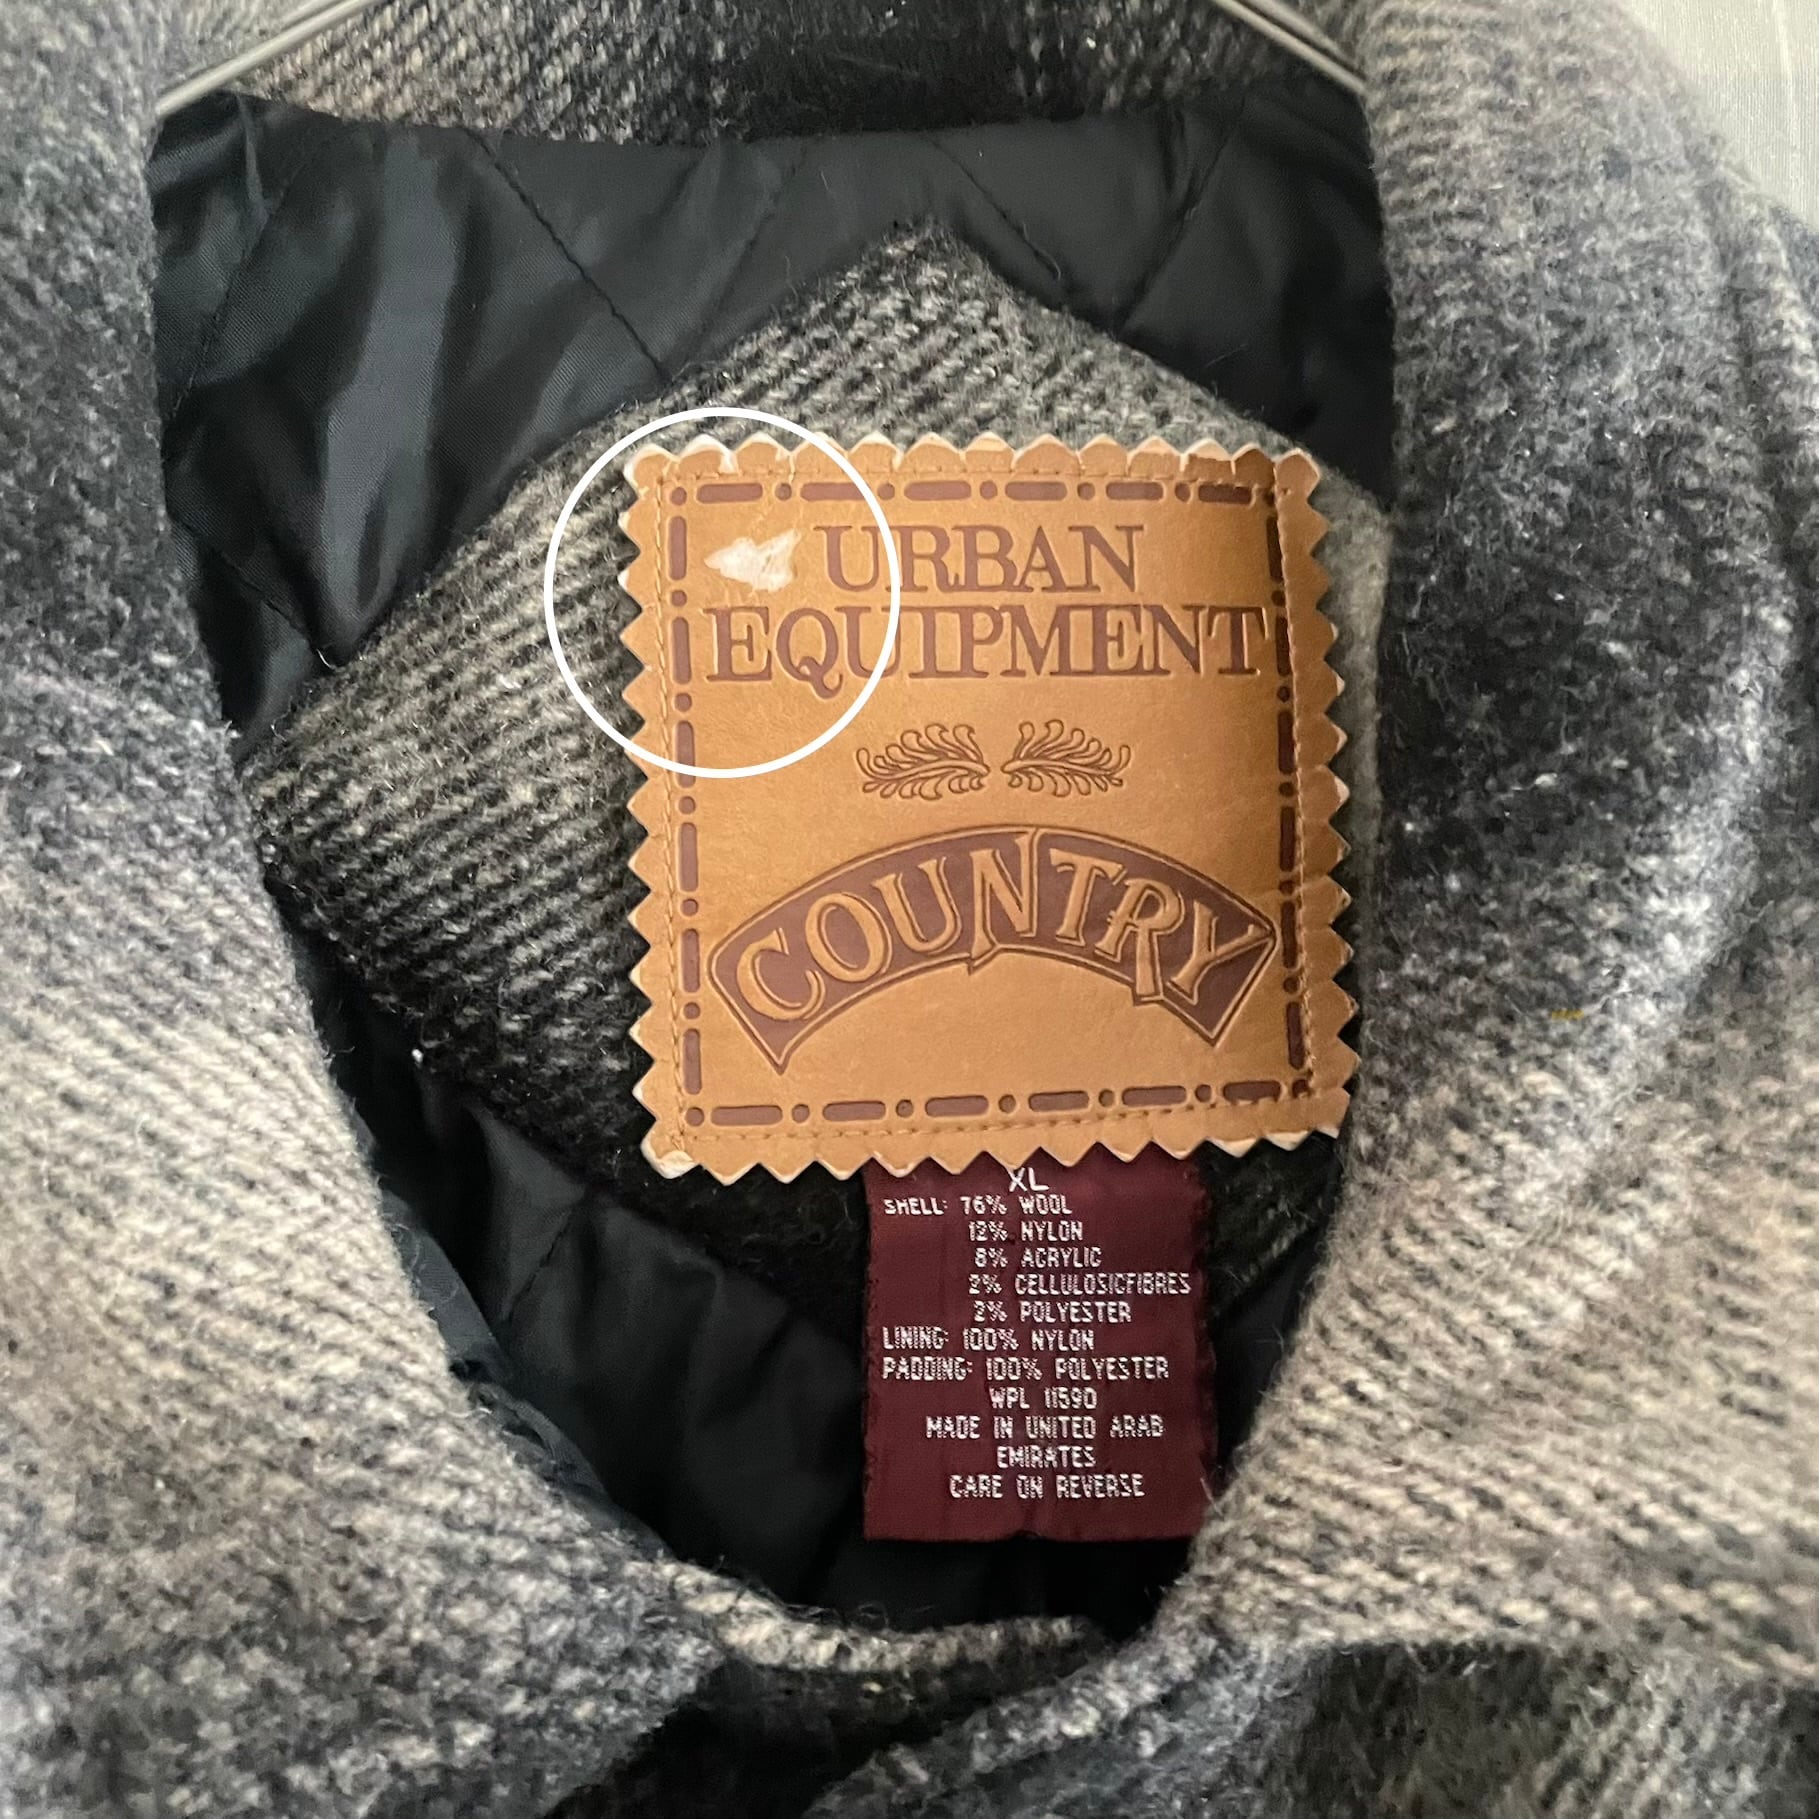 URBAN
EQUIPMENT
COUNTRY
XL
SHELL: 76% WOOL
12% NYLON
8% ACRYLIC
2% CELLULOSICFIBRES
2% POLYESTER
LINING: 100% NYLON
PADDING: 100% POLYESTER
WPL 11590
MADE IN UNITED ARAB
EMIRATES
CARE ON REVERSE